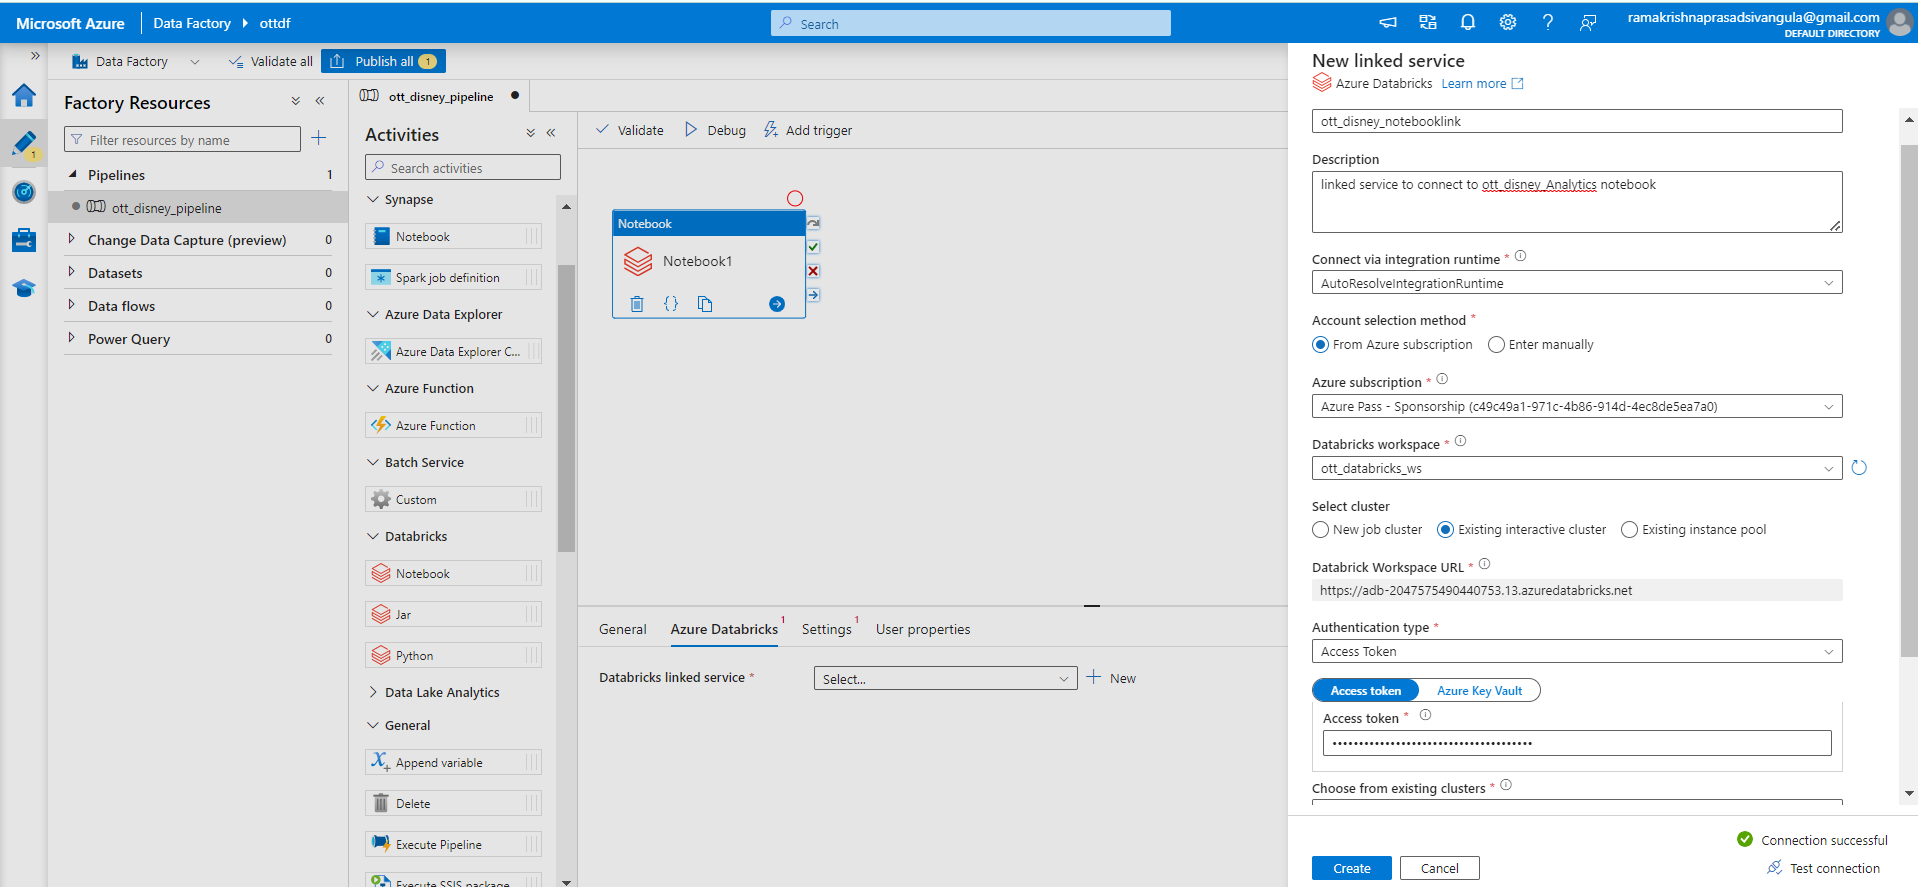 Microsoft Azure
Data Factory
ottdf
Search
ramakrishnaprasadsivangula@gmail.com
DEFAULT DIRECTORY
Data Factory
Validate all
Publish all 1
1
Factory Resources
Filter resources by name
Pipelines 1
ott_disney_pipeline
Change Data Capture (preview) 0
Datasets 0
Data flows 0
Power Query 0
ott_disney_pipeline
Activities
Search activities
Synapse
Notebook
Spark job definition
Azure Data Explorer
Azure Data Explorer C...
Azure Function
Azure Function
Batch Service
Custom
Databricks
Notebook
Jar
Python
Data Lake Analytics
General
Append variable
Delete
Execute Pipeline
Execute SSIS package
Validate
Debug
Add trigger
Notebook
Notebook1
General
Azure Databricks 1
Settings 1
User properties
Databricks linked service *
Select...
New
New linked service
Azure Databricks Learn more
ott_disney_notebooklink
Description
linked service to connect to ott_disney_Analytics notebook
Connect via integration runtime *
AutoResolveIntegrationRuntime
Account selection method *
From Azure subscription Enter manually
Azure subscription *
Azure Pass - Sponsorship (c49c49a1-971c-4b86-914d-4ec8de5ea7a0)
Databricks workspace *
ott_databricks_ws
Select cluster
New job cluster Existing interactive cluster Existing instance pool
Databrick Workspace URL *
https://adb-2047575490440753.13.azuredatabricks.net
Authentication type *
Access Token
Access token Azure Key Vault
Access token *
••••••••••••••••••••••••••••••••••••••
Choose from existing clusters *
Connection successful
Create Cancel Test connection